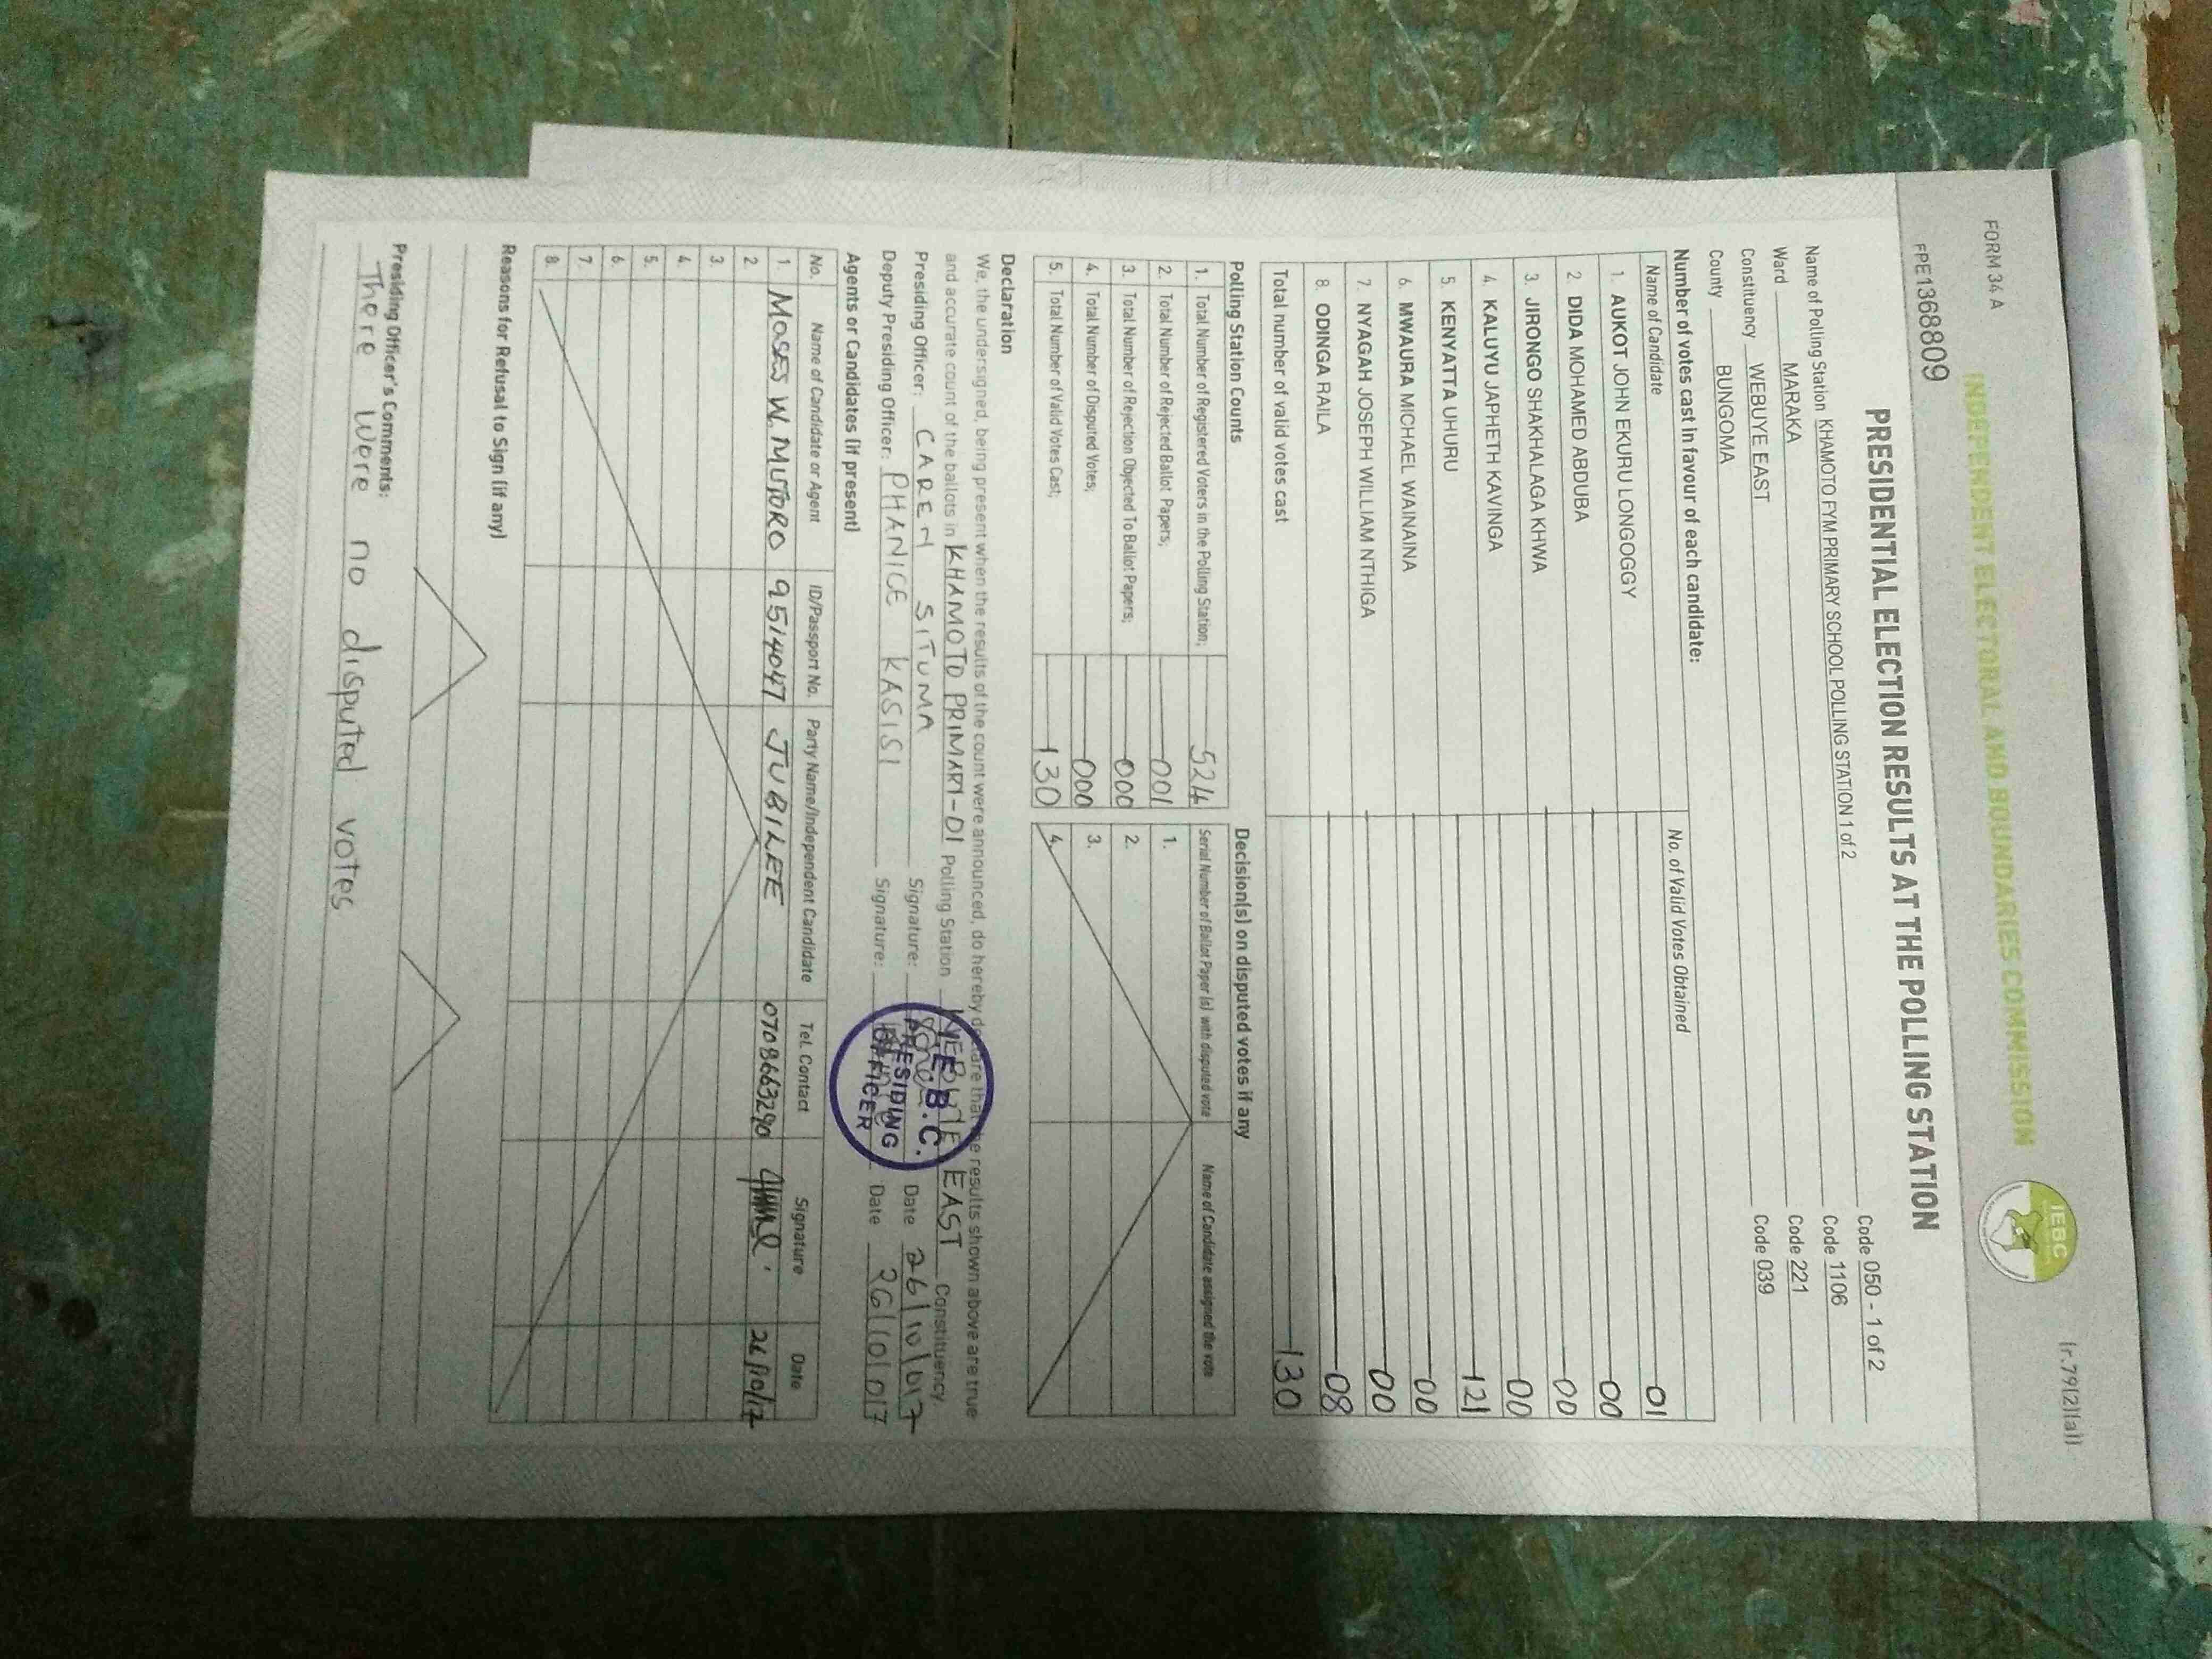 FORM 34 A
(r.79(2)(a))
INDEPENDENT ELECTORAL AND BOUNDARIES COMMISSION
IEBC
FPE1368809
PRESIDENTIAL ELECTION RESULTS AT THE POLLING STATION
Name of Polling Station KHAMOTO FYM PRIMARY SCHOOL POLLING STATION 1 of 2 Code 050 - 1 of 2
Ward MARAKA Code 1106
Constituency WEBUYE EAST Code 221
County BUNGOMA Code 039
Number of votes cast in favour of each candidate:
Name of Candidate No. of Valid Votes Obtained
1. AUKOT JOHN EKURU LONGOGGY 01
2. DIDA MOHAMED ABDUBA 00
3. JIRONGO SHAKHALAGA KHWA 00
4. KALUYU JAPHETH KAVINGA 00
5. KENYATTA UHURU 121
6. MWAURA MICHAEL WAINAINA 00
7. NYAGAH JOSEPH WILLIAM NTHIGA 00
8. ODINGA RAILA 08
Total number of valid votes cast 130
Polling Station Counts
1. Total Number of Registered Voters in the Polling Station; 524
2. Total Number of Rejected Ballot Papers; 001
3. Total Number of Rejection Objected To Ballot Papers; 000
4. Total Number of Disputed Votes; 000
5. Total Number of Valid Votes Cast; 130
Decision(s) on disputed votes if any
Serial Number of Ballot Paper (s) with disputed vote Name of Candidate assigned the vote
1.
2.
3.
4.
Declaration
We, the undersigned, being present when the results of the count were announced, do hereby declare that the results shown above are true
and accurate count of the ballots in KHAMOTO PRIMARY-01 Polling Station WEBUYE EAST Constituency
Presiding Officer: CAREN SITUMA Signature: Date 26/10/017
Deputy Presiding Officer: PHANICE KASISI Signature: Date 26/10/017
I.E.B.C.
PRESIDING
OFFICER
Agents or Candidates (if present)
No. Name of Candidate or Agent ID/Passport No. Party Name/Independent Candidate Tel. Contact Signature Date
1. MOSES W. MUTORO 9514047 JUBILEE 0708663290 26/10/17
2.
3.
4.
5.
6.
7.
8.
Reasons for Refusal to Sign (if any)
Presiding Officer's Comments:
There were no disputed votes